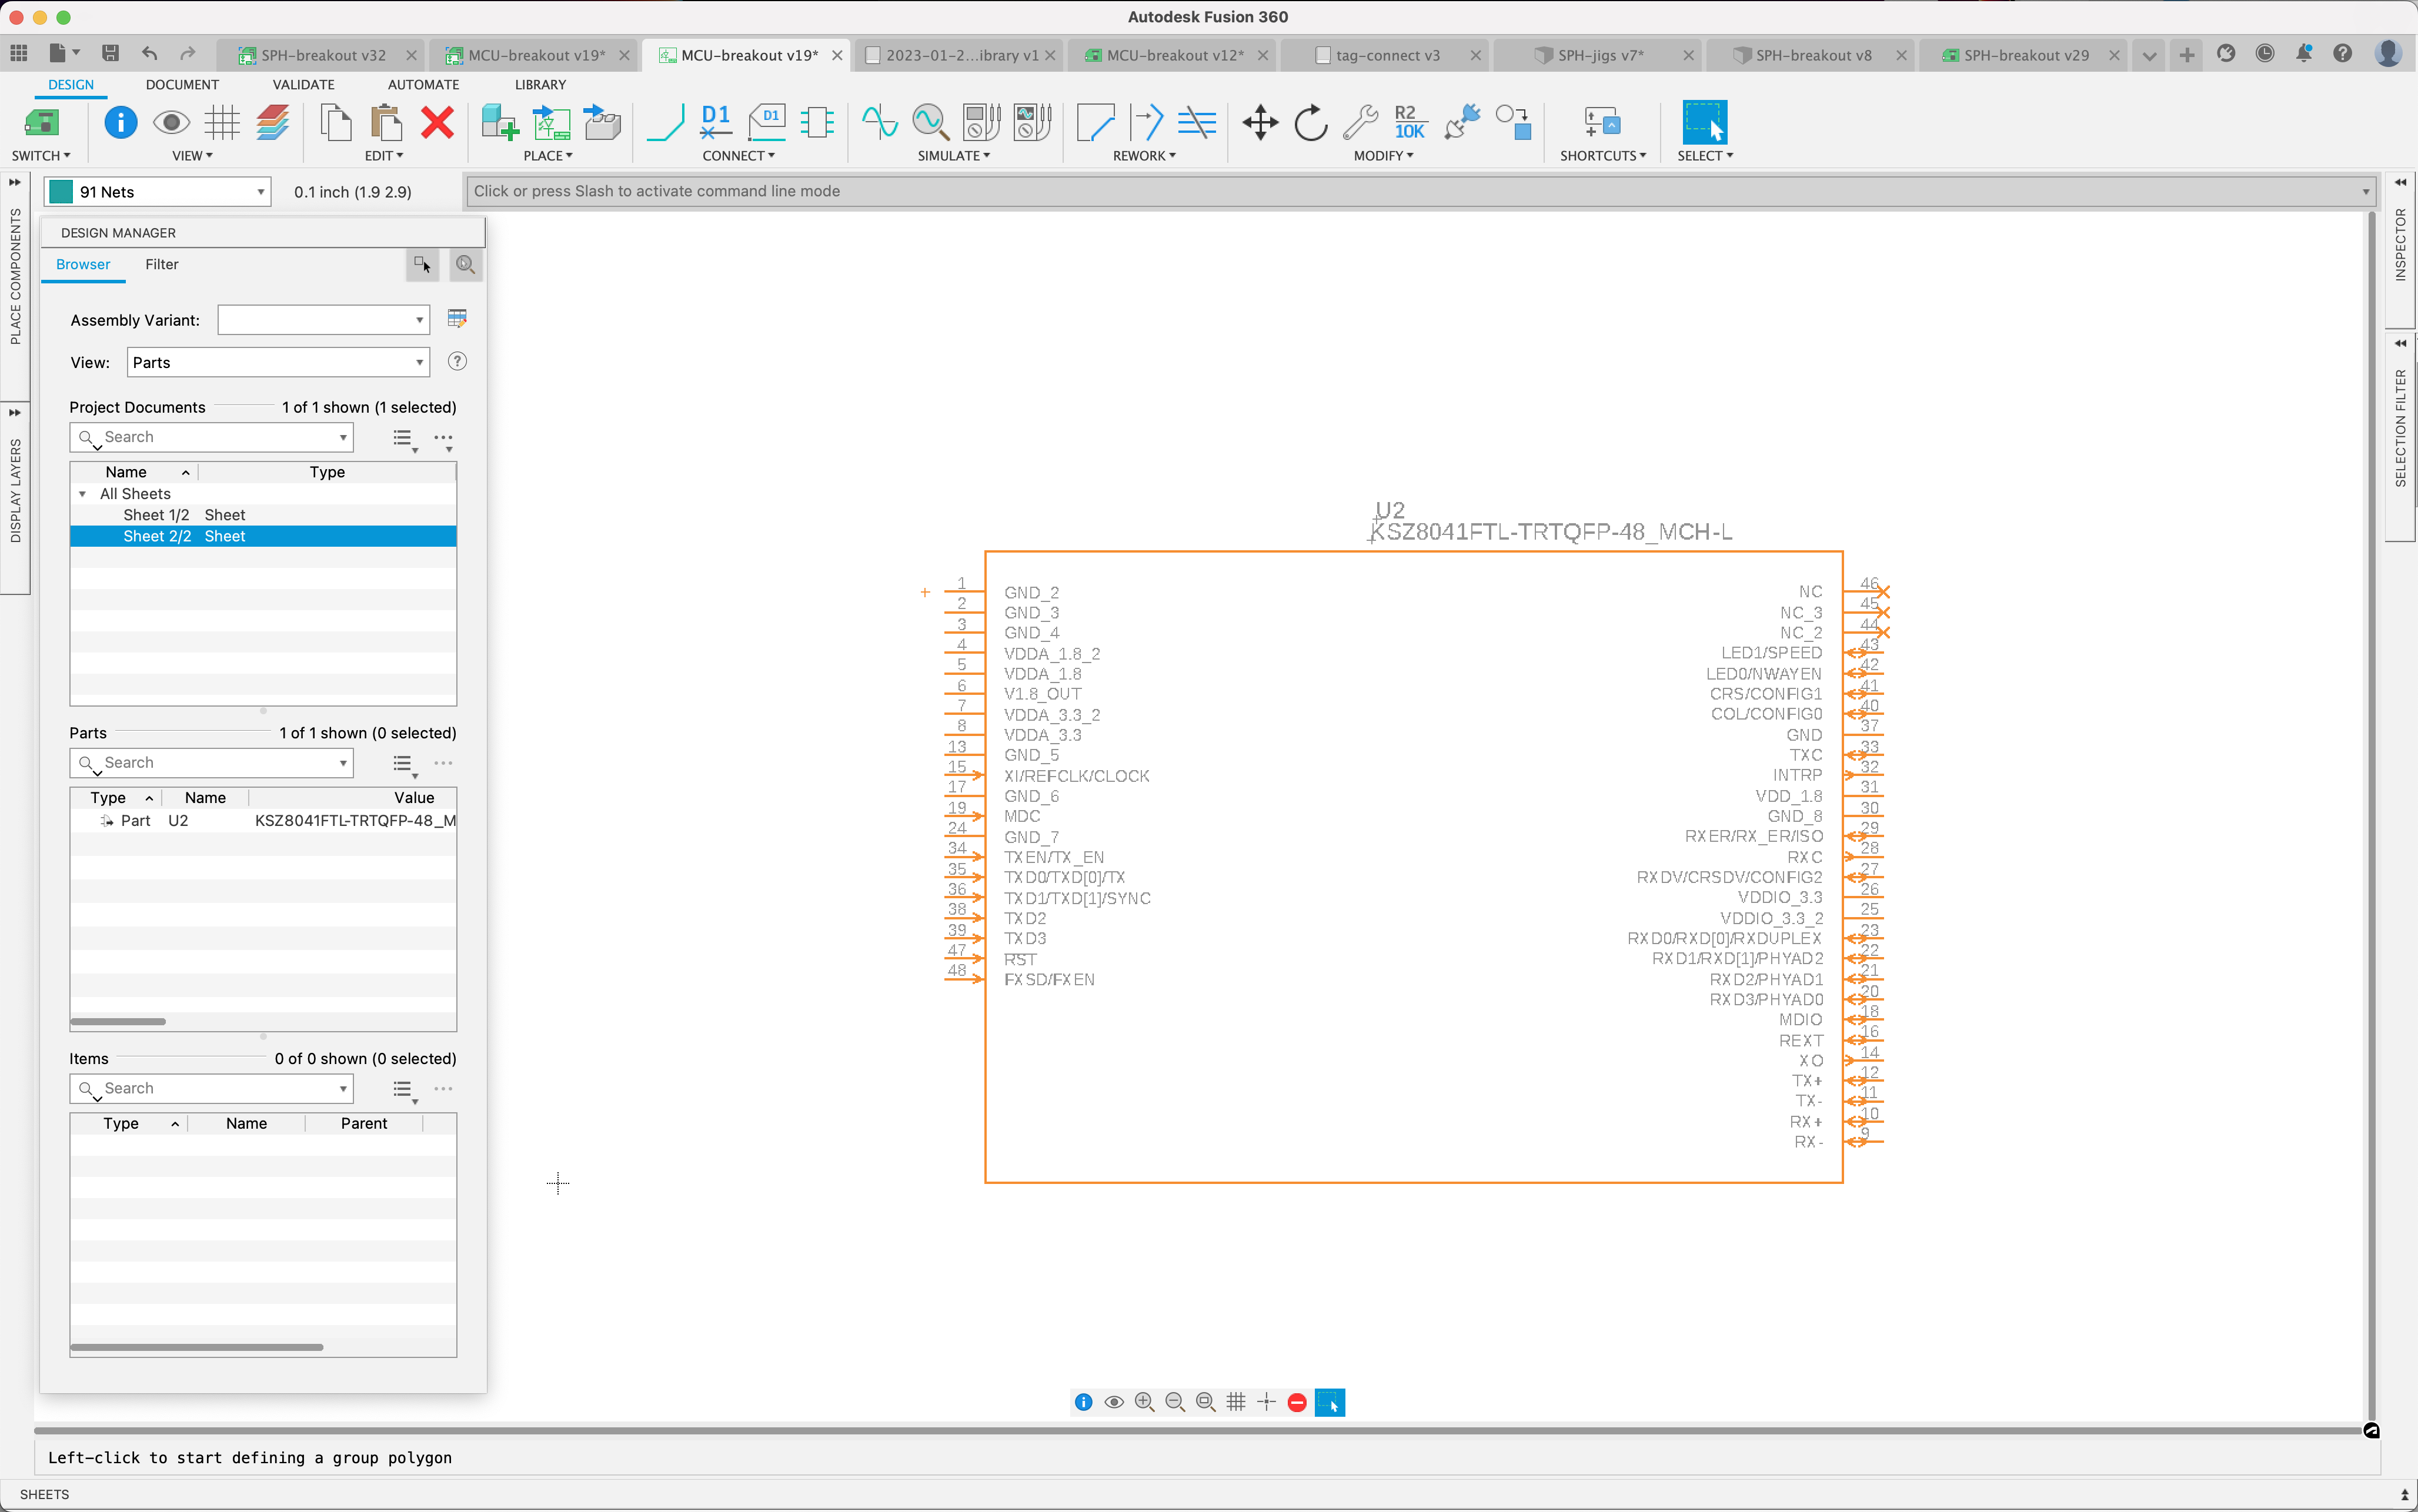 Autodesk Fusion 360
SPH-breakout v32
MCU-breakout v19*
MCU-breakout v19*
2023-01-2...ibrary v1
MCU-breakout v12*
tag-connect v3
SPH-jigs v7*
SPH-breakout v8
SPH-breakout v29
DESIGN
DOCUMENT
VALIDATE
AUTOMATE
LIBRARY
D1
D1
R2
10K
SWITCH
VIEW
EDIT
PLACE
CONNECT
SIMULATE
REWORK
MODIFY
SHORTCUTS
SELECT
91 Nets
0.1 inch (1.9 2.9)
Click or press Slash to activate command line mode
PLACE COMPONENTS
DISPLAY LAYERS
INSPECTOR
SELECTION FILTER
DESIGN MANAGER
Browser
Filter
Assembly Variant:
View:
Parts
Project Documents
1 of 1 shown (1 selected)
Search
Name
Type
All Sheets
Sheet 1/2 Sheet
Sheet 2/2 Sheet
Parts
1 of 1 shown (0 selected)
Search
Type
Name
Value
Part U2 KSZ8041FTL-TRTQFP-48_M
Items
0 of 0 shown (0 selected)
Search
Type
Name
Parent
U2
KSZ8041FTL-TRTQFP-48_MCH-L
1 GND_2
2 GND_3
3 GND_4
4 VDDA_1.8_2
5 VDDA_1.8
6 V1.8_OUT
7 VDDA_3.3_2
8 VDDA_3.3
13 GND_5
15 XI/REFCLK/CLOCK
17 GND_6
19 MDC
24 GND_7
34 TXEN/TX_EN
35 TXD0/TXD[0]/TX
36 TXD1/TXD[1]/SYNC
38 TXD2
39 TXD3
47 RST
48 FXSD/FXEN
NC 46
NC_3 45
NC_2 44
LED1/SPEED 43
LED0/NWAYEN 42
CRS/CONFIG1 41
COL/CONFIG0 40
GND 37
TXC 33
INTRP 32
VDD_1.8 31
GND_8 30
RXER/RX_ER/ISO 29
RXC 28
RXDV/CRSDV/CONFIG2 27
VDDIO_3.3 26
VDDIO_3.3_2 25
RXD0/RXD[0]/RXDUPLEX 23
RXD1/RXD[1]/PHYAD2 22
RXD2/PHYAD1 21
RXD3/PHYAD0 20
MDIO 18
REXT 16
XO 14
TX+ 12
TX- 11
RX+ 10
RX- 9
Left-click to start defining a group polygon
SHEETS